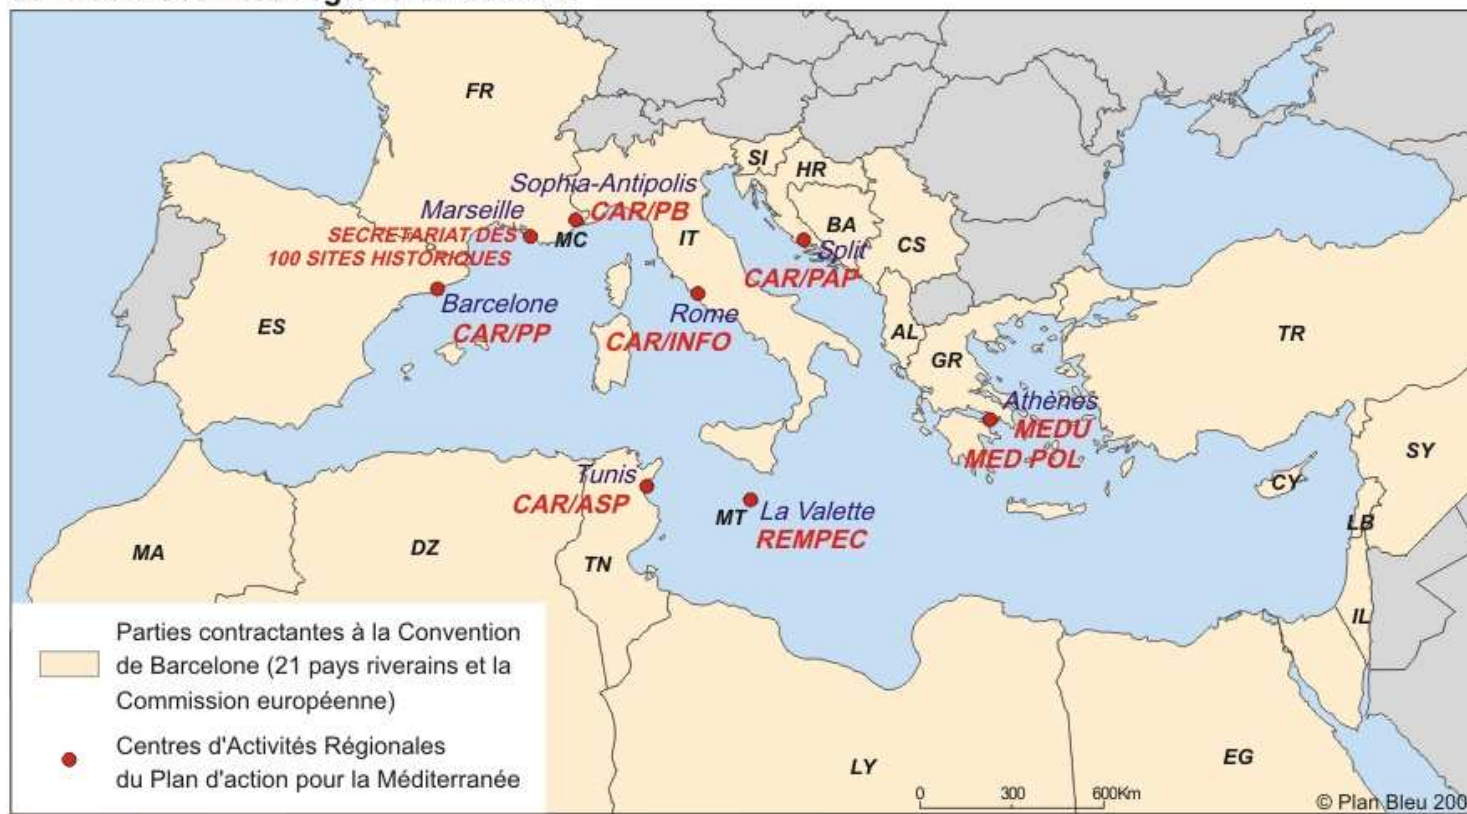 FR
SI
HR
Sophia-Antipolis
CAR/PB
Marseille
SECRETARIAT DES
100 SITES HISTORIQUES
MC
IT
BA
CS
Split
CAR/PAP
Barcelone
CAR/PP
Rome
CAR/INFO
ES
AL
GR
TR
Athènes
MEDU
MED POL
SY
CY
LB
Tunis
CAR/ASP
MT
La Valette
REMPEC
MA
DZ
TN
IL
LY
EG
Parties contractantes à la Convention
de Barcelone (21 pays riverains et la
Commission européenne)
Centres d'Activités Régionales
du Plan d'action pour la Méditerranée
0 300 600Km
© Plan Bleu 200